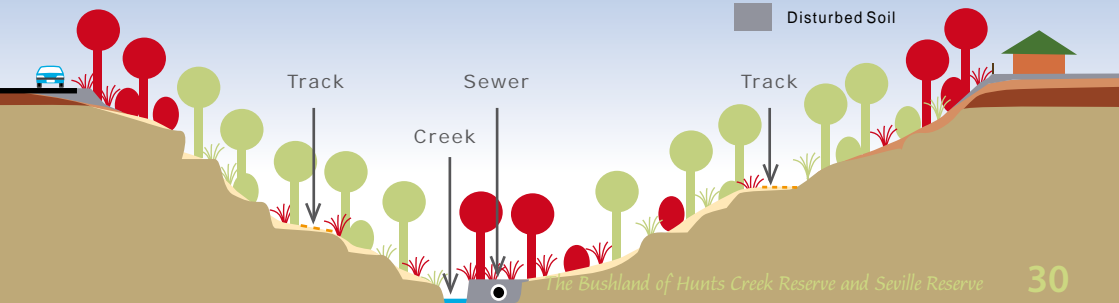 Disturbed Soil
Track
Sewer
Track
Creek
The Bushland of Hunts Creek Reserve and Seville Reserve 30